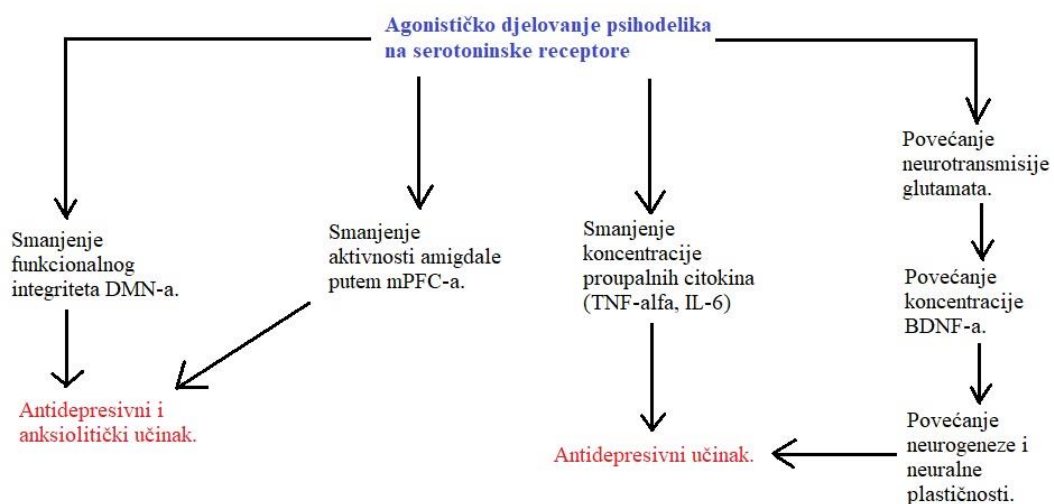 Agonističko djelovanje psihodelika
na serotoninske receptore
Smanjenje
funkcionalnog
integriteta DMN-a.
Antidepresivni i
anksiolitički učinak.
Smanjenje
aktivnosti amigdale
putem mPFC-a.
Smanjenje
koncentracije
proupalnih citokina
(TNF-alfa, IL-6)
Antidepresivni učinak.
Povećanje
neurotransmisije
glutamata.
Povećanje
koncentracije
BDNF-a.
Povećanje
neurogeneze i
neuralne
plastičnosti.